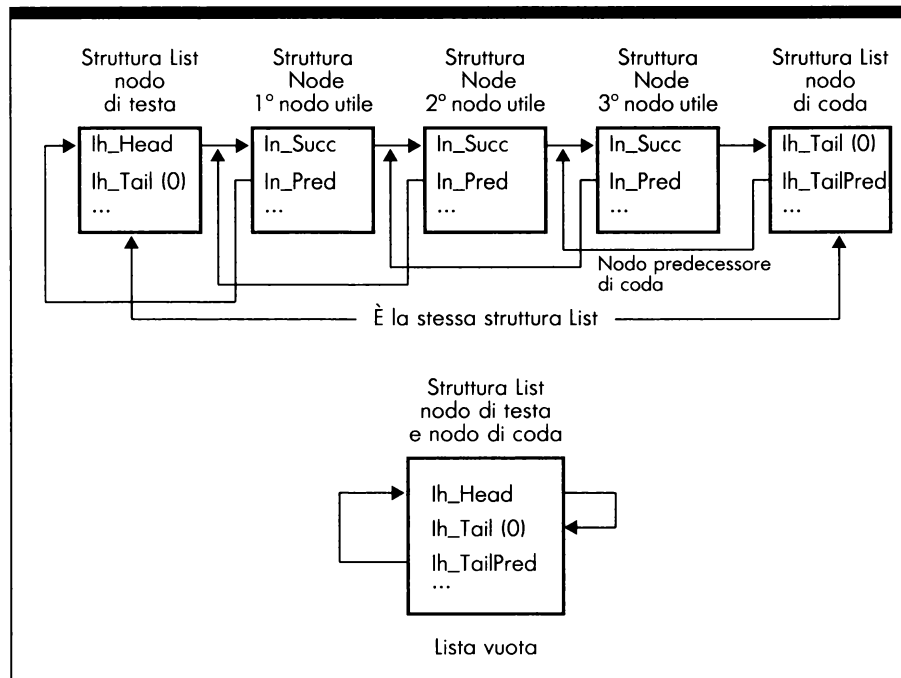 Struttura List
nodo
di testa
Struttura
Node
1° nodo utile
Struttura
Node
2° nodo utile
Struttura
Node
3° nodo utile
Struttura List
nodo
di coda
lh_Head
lh_Tail (0)
...
ln_Succ
ln_Pred
...
ln_Succ
ln_Pred
...
ln_Succ
ln_Pred
...
lh_Tail (0)
lh_TailPred
...
Nodo predecessore
di coda
È la stessa struttura List
Struttura List
nodo di testa
e nodo di coda
lh_Head
lh_Tail (0)
lh_TailPred
...
Lista vuota